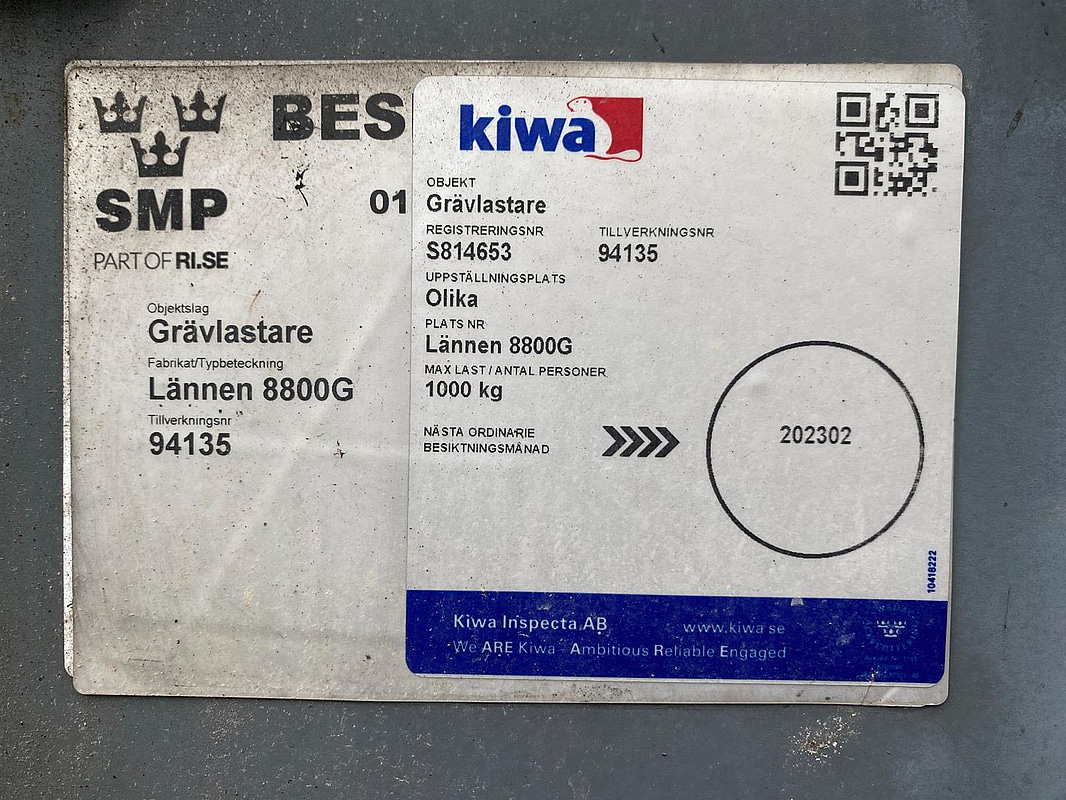 BES
SMP
01
PART OF RI.SE
Objektslag
Grävlastare
Fabrikat/Typbeteckning
Lännen 8800G
Tillverkningsnr
94135
kiwa
OBJEKT
Grävlastare
REGISTRERINGSNR TILLVERKNINGSNR
S814653 94135
UPPSTÄLLNINGSPLATS
Olika
PLATS NR
Lännen 8800G
MAX LAST / ANTAL PERSONER
1000 kg
NÄSTA ORDINARIE
BESIKTNINGSMÅNAD
202302
10418222
Kiwa Inspecta AB www.kiwa.se
We ARE Kiwa - Ambitious Reliable Engaged